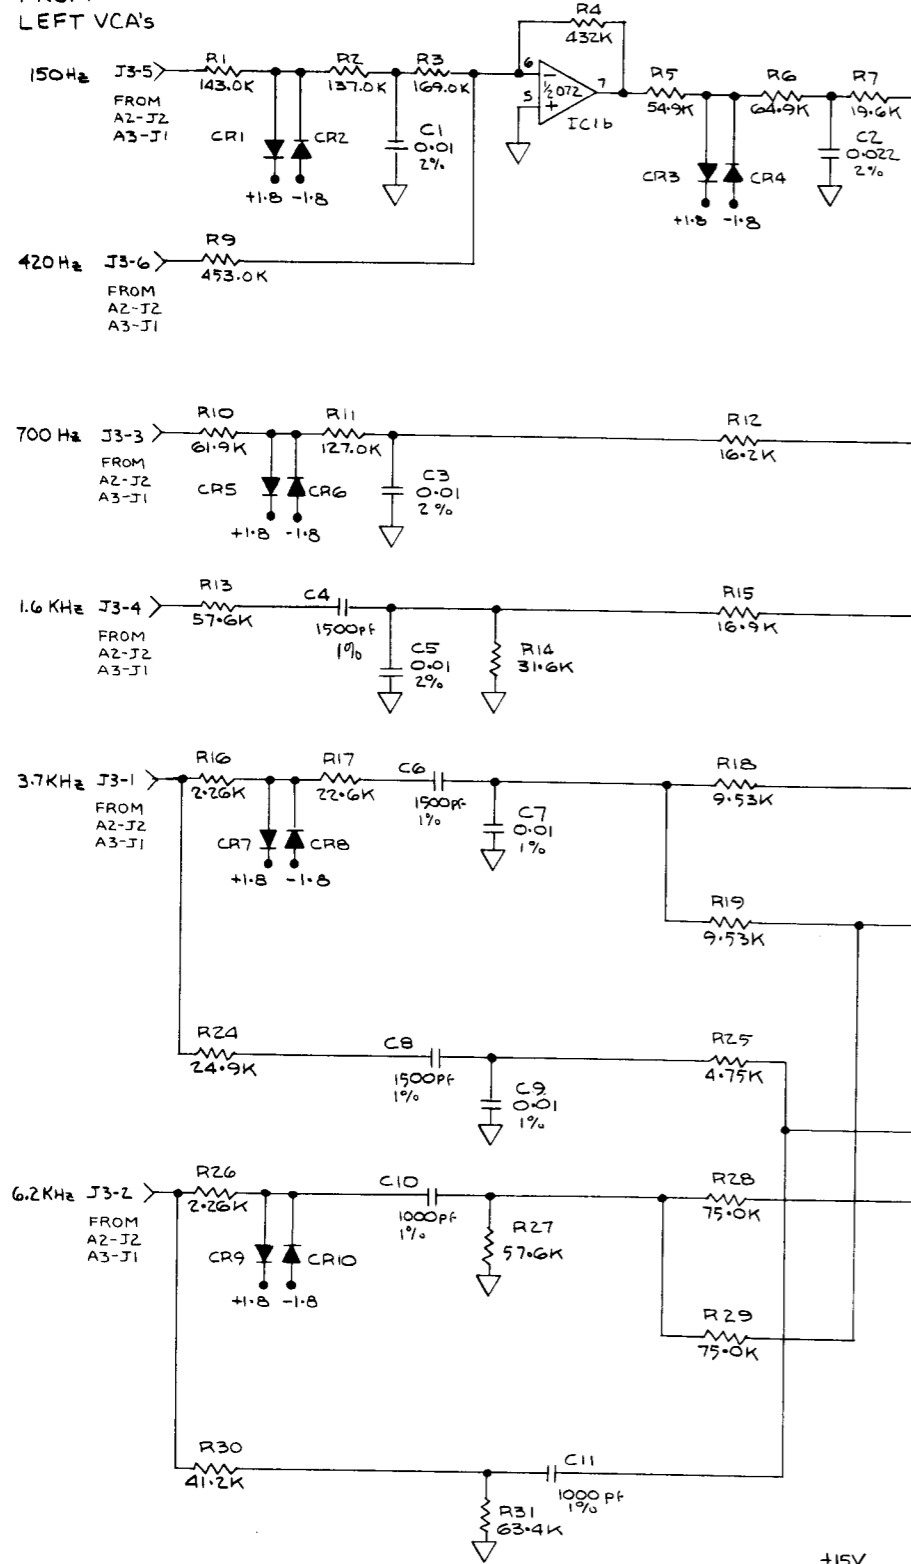 LEFT VCA's
150Hz J3-5
FROM
A2-J2
A3-J1
R1
143.0K
CR1
CR2
+1.8 -1.8
R2
137.0K
C1
0.01
2%
R3
169.0K
R4
432K
6
5
7
-
+
½ 072
IC1b
R5
54.9K
CR3
CR4
+1.8 -1.8
R6
64.9K
C2
0.022
2%
R7
19.6K
420Hz J3-6
FROM
A2-J2
A3-J1
R9
453.0K
700 Hz J3-3
FROM
A2-J2
A3-J1
R10
61.9K
CR5
CR6
+1.8 -1.8
R11
127.0K
C3
0.01
2%
R12
16.2K
1.6 KHz J3-4
FROM
A2-J2
A3-J1
R13
57.6K
C4
1500pf
1%
C5
0.01
2%
R14
31.6K
R15
16.9K
3.7KHz J3-1
FROM
A2-J2
A3-J1
R16
2.26K
CR7
CR8
+1.8 -1.8
R17
22.6K
C6
1500pf
1%
C7
0.01
1%
R18
9.53K
R19
9.53K
R24
24.9K
C8
1500pf
1%
C9
0.01
1%
R25
4.75K
6.2KHz J3-2
FROM
A2-J2
A3-J1
R26
2.26K
CR9
CR10
+1.8 -1.8
C10
1000pf
1%
R27
57.6K
R28
75.0K
R29
75.0K
R30
41.2K
R31
63.4K
C11
1000pf
1%
+15V